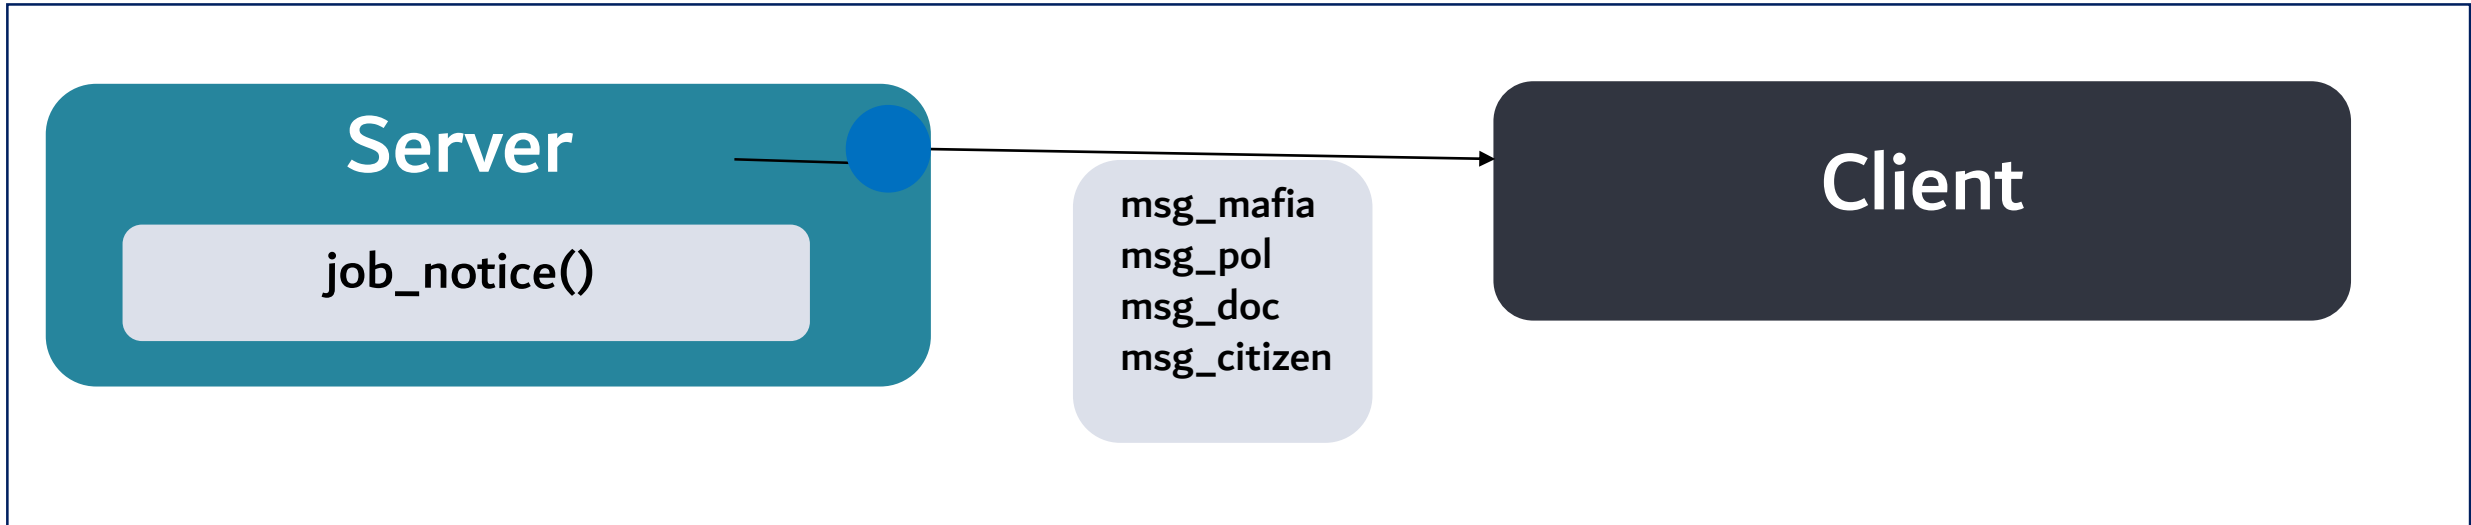 Server
job_notice()
msg_mafia
msg_pol
msg_doc
msg_citizen
Client